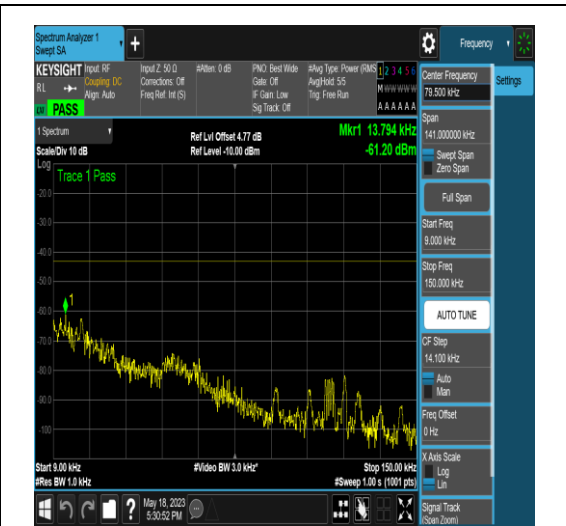 Spectrum Analyzer 1
Swept SA
+
Frequency
KEYSIGHT
RL
PASS
Input: RF
Coupling: DC
Align: Auto
Input Z: 50 Ω
Corrections: Off
Freq Ref: Int (S)
#Atten: 0 dB
PNO: Best Wide
Gate: Off
IF Gain: Low
Sig Track: Off
#Avg Type: Power (RMS
Avg|Hold: 5/5
Trig: Free Run
1 2 3 4 5 6
M W W W W W
A A A A A A
1 Spectrum
Scale/Div 10 dB
Ref Lvl Offset 4.77 dB
Ref Level -10.00 dBm
Mkr1 13.794 kHz
-61.20 dBm
Log
Trace 1 Pass
-20.0
-30.0
-40.0
-50.0
-60.0
-70.0
-80.0
-90.0
-100
1
Start 9.00 kHz
#Res BW 1.0 kHz
#Video BW 3.0 kHz*
Stop 150.00 kHz
#Sweep 1.00 s (1001 pts)
?
May 18, 2023
5:30:52 PM
Center Frequency
79.500 kHz
Settings
Span
141.000000 kHz
Swept Span
Zero Span
Full Span
Start Freq
9.000 kHz
Stop Freq
150.000 kHz
AUTO TUNE
CF Step
14.100 kHz
Auto
Man
Freq Offset
0 Hz
X Axis Scale
Log
Lin
Signal Track
(Span Zoom)